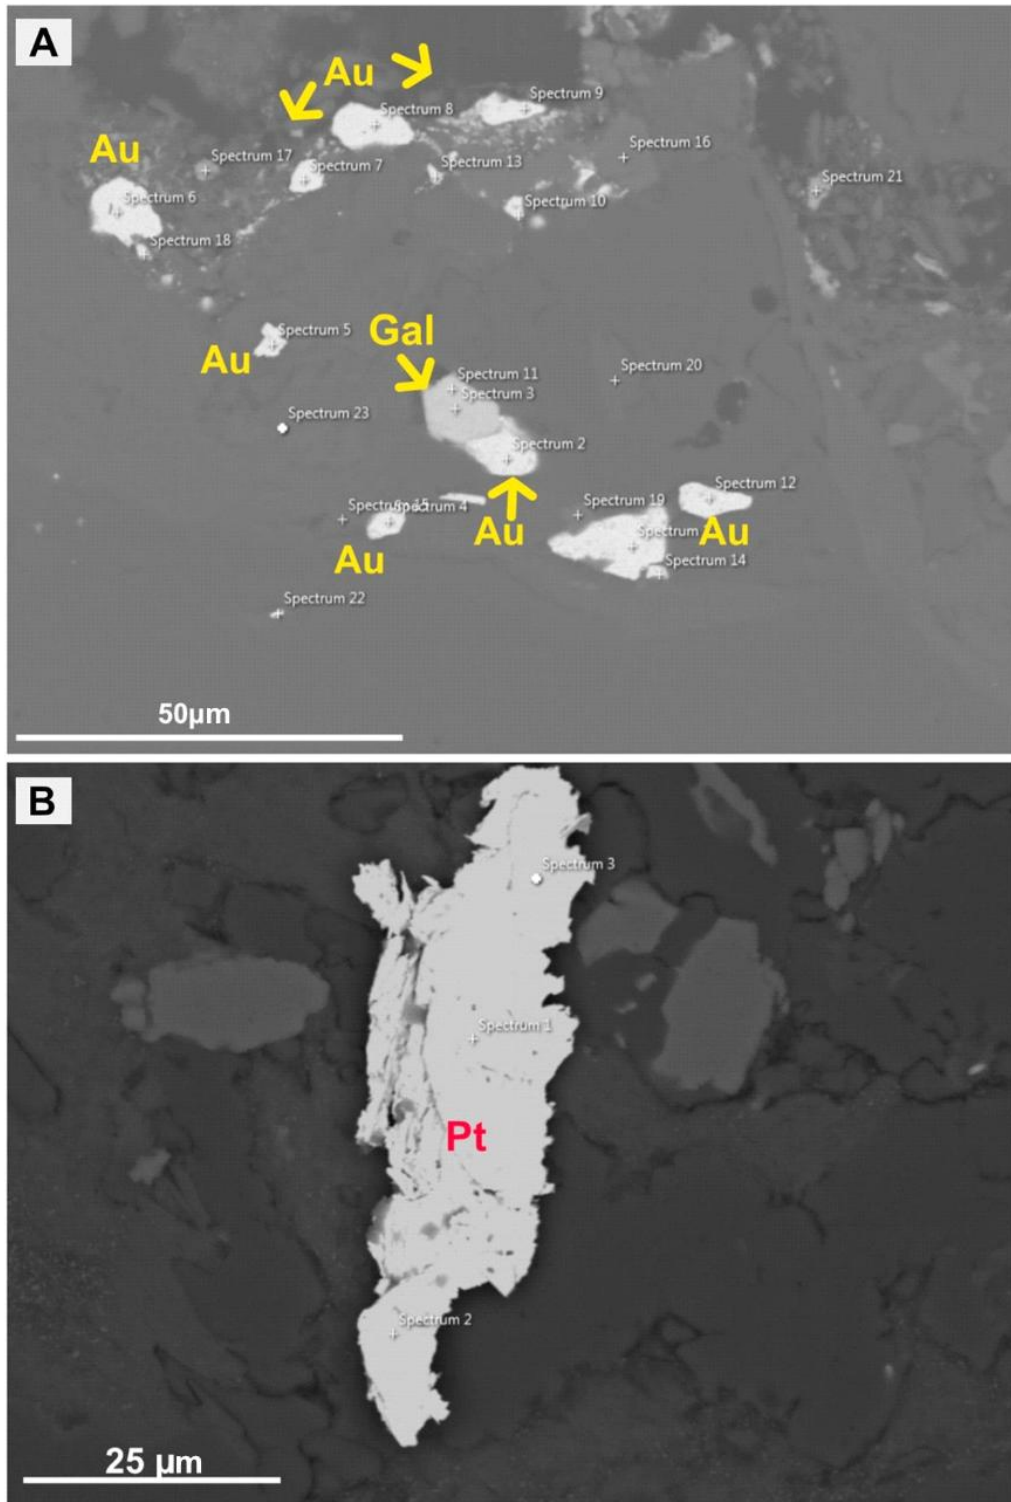 A
Au
Spectrum 8
Spectrum 9
Au
Spectrum 17
Spectrum 7
Spectrum 13
Spectrum 16
Spectrum 21
Spectrum 6
Spectrum 10
Spectrum 18
Spectrum 5
Gal
Au
Spectrum 11
Spectrum 20
Spectrum 3
Spectrum 23
Spectrum 2
Spectrum 12
Spectrum 4
Spectrum 19
Au
Au
Spectrum
Au
Spectrum 14
Spectrum 22
50µm
B
Spectrum 3
Spectrum 1
Pt
Spectrum 2
25 µm